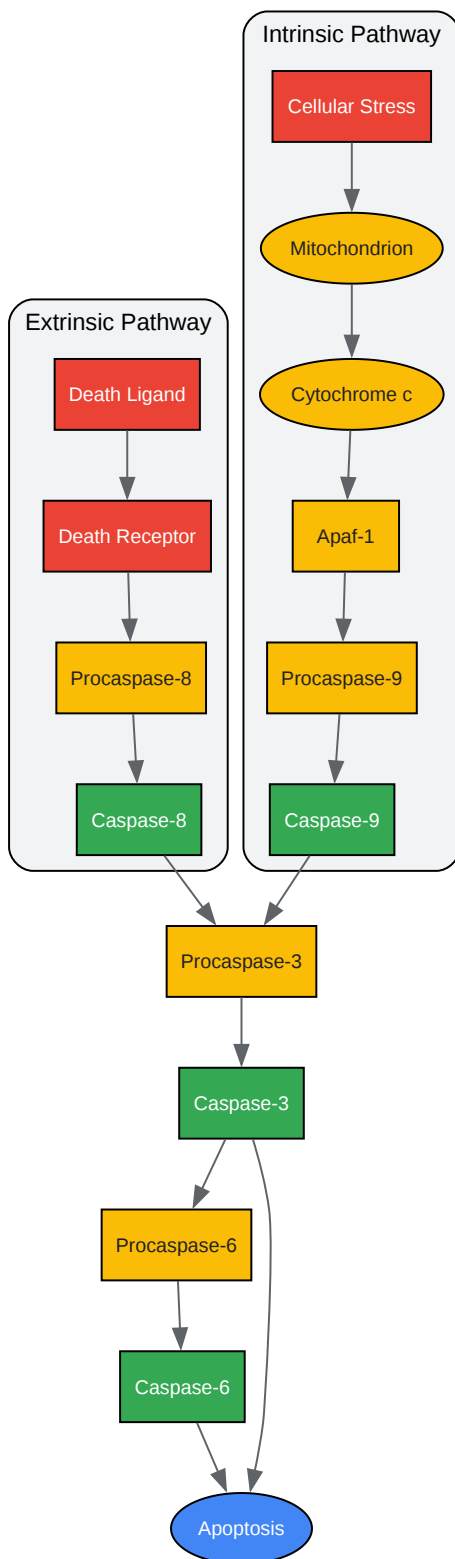 Intrinsic Pathway
Cellular Stress
Mitochondrion
Extrinsic Pathway
Death Ligand
Cytochrome c
Death Receptor
Apaf-1
Procaspase-8
Procaspase-9
Caspase-8
Caspase-9
Procaspase-3
Caspase-3
Procaspase-6
Caspase-6
Apoptosis